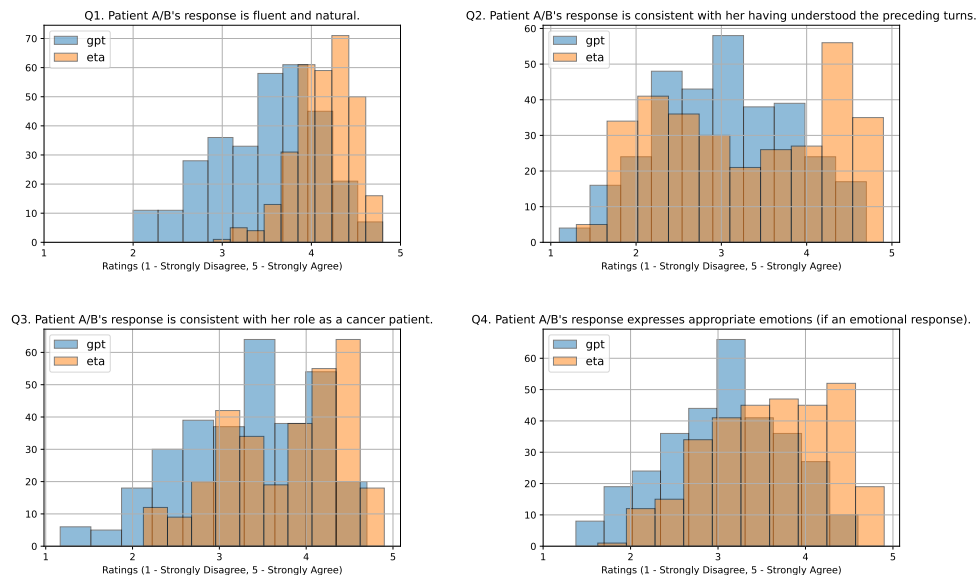 Q1. Patient A/B's response is fluent and natural.
gpt
eta
70
60
50
40
30
20
10
0
1 2 3 4 5
Ratings (1 - Strongly Disagree, 5 - Strongly Agree)
Q2. Patient A/B's response is consistent with her having understood the preceding turns.
gpt
eta
60
50
40
30
20
10
0
1 2 3 4 5
Ratings (1 - Strongly Disagree, 5 - Strongly Agree)
Q3. Patient A/B's response is consistent with her role as a cancer patient.
gpt
eta
60
50
40
30
20
10
0
1 2 3 4 5
Ratings (1 - Strongly Disagree, 5 - Strongly Agree)
Q4. Patient A/B's response expresses appropriate emotions (if an emotional response).
gpt
eta
60
50
40
30
20
10
0
1 2 3 4 5
Ratings (1 - Strongly Disagree, 5 - Strongly Agree)